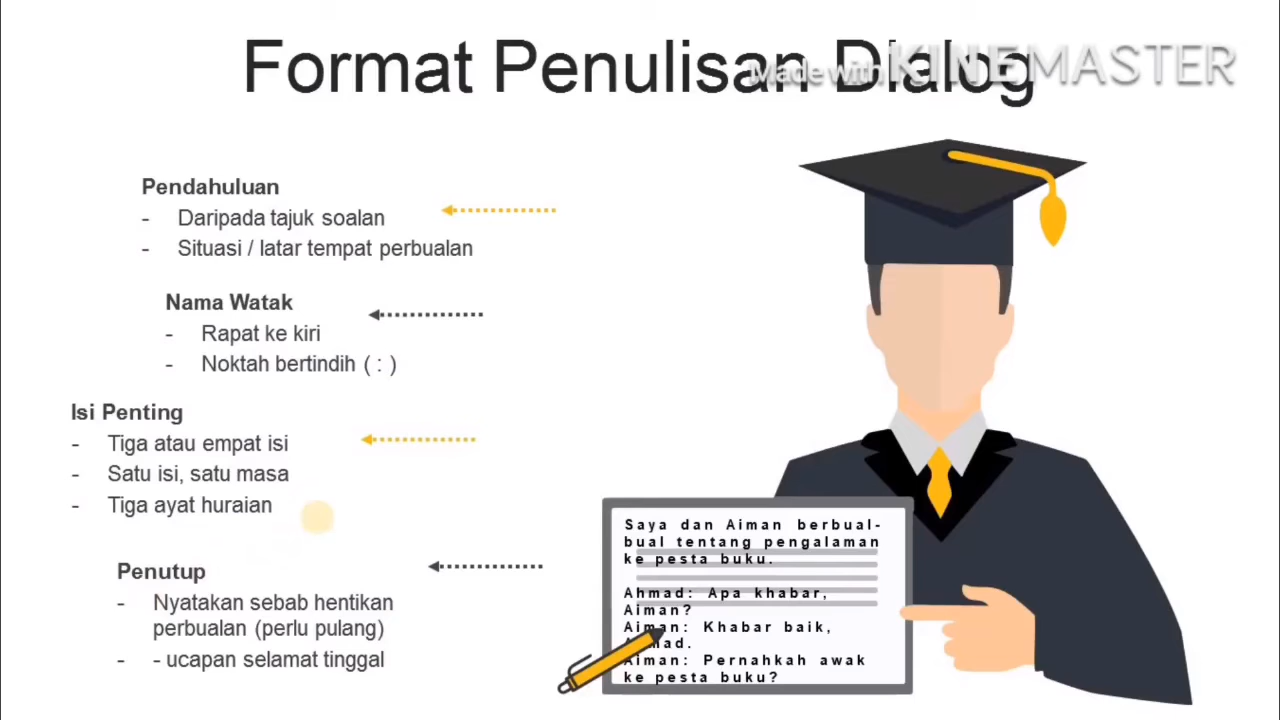 Format Penulisan Dialog
Made with KINEMASTER
Pendahuluan
- Daripada tajuk soalan
- Situasi / latar tempat perbualan
Nama Watak
- Rapat ke kiri
- Noktah bertindih ( : )
Isi Penting
- Tiga atau empat isi
- Satu isi, satu masa
- Tiga ayat huraian
Penutup
- Nyatakan sebab hentikan
perbualan (perlu pulang)
- - ucapan selamat tinggal
Saya dan Aiman berbual-
bual tentang pengalaman
ke pesta buku.
Ahmad: Apa khabar,
Aiman?
Aiman: Khabar baik,
Ahmad.
Aiman: Pernahkah awak
ke pesta buku?